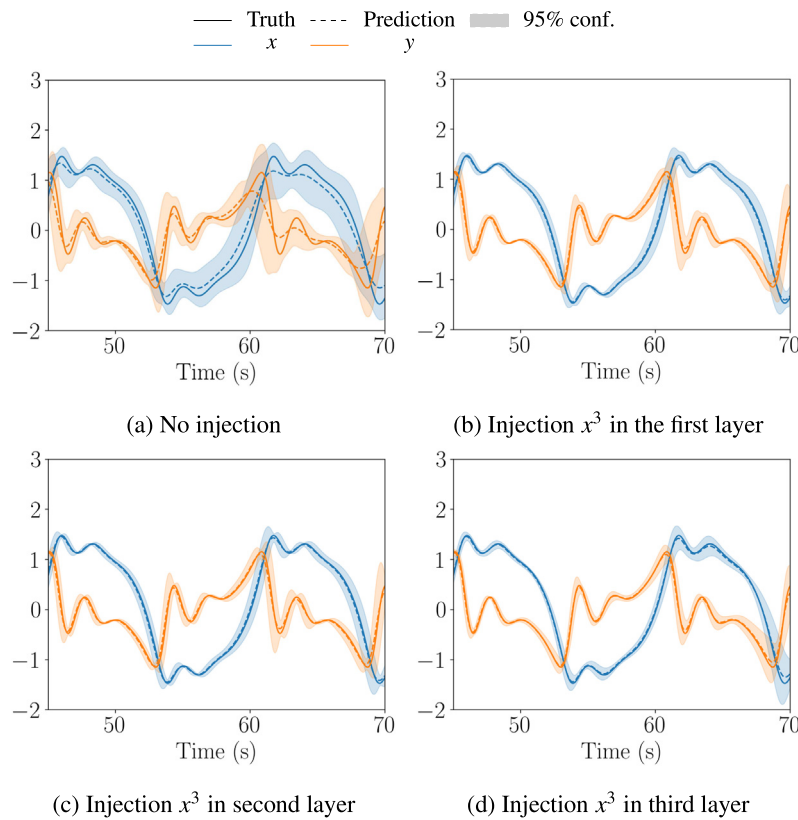 Truth Prediction 95% conf.
x y
3 3
2 2
1 1
0 0
−1 −1
−2 −2
50 60 70 50 60 70
Time (s) Time (s)
(a) No injection (b) Injection x³ in the first layer
3 3
2 2
1 1
0 0
−1 −1
−2 −2
50 60 70 50 60 70
Time (s) Time (s)
(c) Injection x³ in second layer (d) Injection x³ in third layer